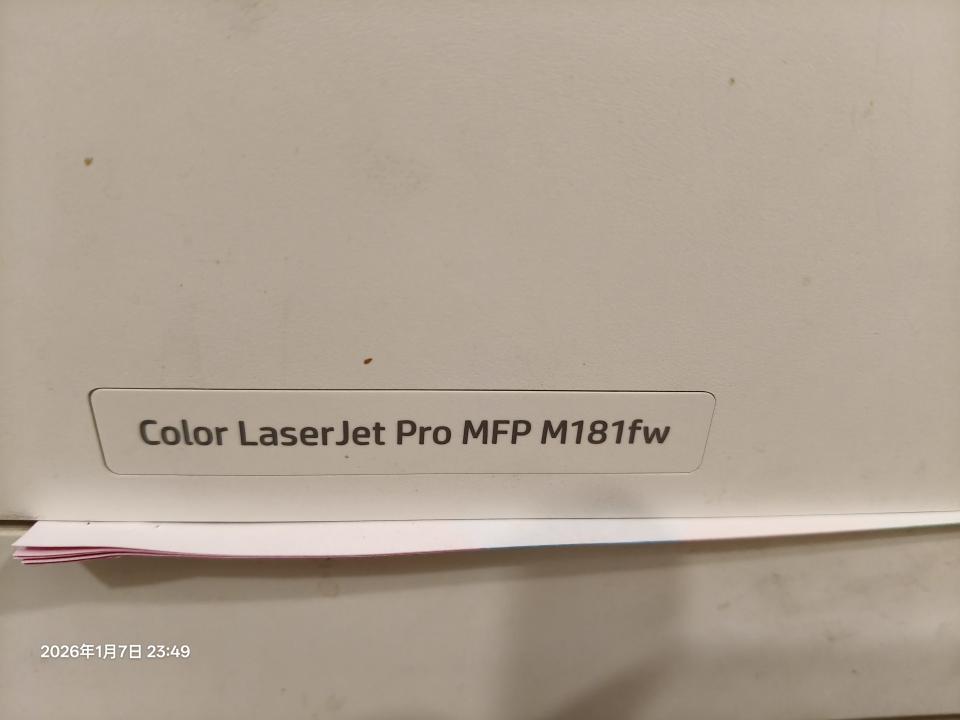 Color LaserJet Pro MFP M181fw
2026年1月7日 23:49